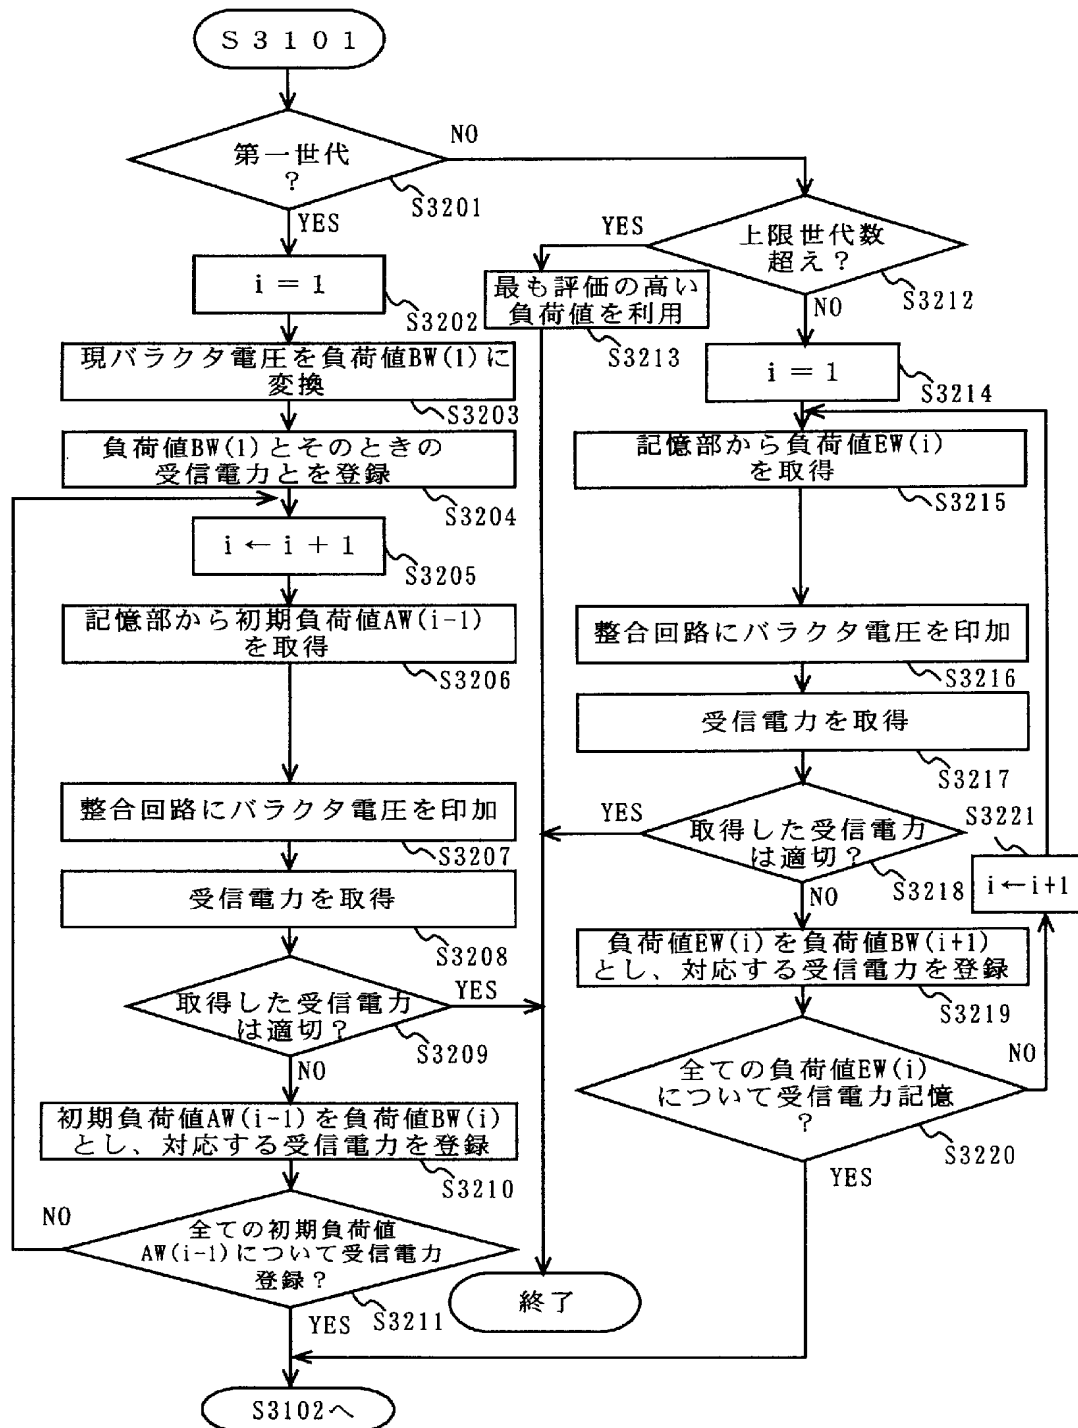 S3101
第一世代
?
S3201
YES
NO
i = 1
S3202
現バラクタ電圧を負荷値BW(1)に
変換
S3203
負荷値BW(1)とそのときの
受信電力とを登録
S3204
i ← i + 1
S3205
記憶部から初期負荷値AW(i-1)
を取得
S3206
整合回路にバラクタ電圧を印加
S3207
受信電力を取得
S3208
取得した受信電力
は適切?
S3209
YES
NO
初期負荷値AW(i-1)を負荷値BW(i)
とし、対応する受信電力を登録
S3210
全ての初期負荷値
AW(i-1)について受信電力
登録?
S3211
NO
YES
S3102へ
上限世代数
超え?
S3212
YES
NO
最も評価の高い
負荷値を利用
S3213
i = 1
S3214
記憶部から負荷値EW(i)
を取得
S3215
整合回路にバラクタ電圧を印加
S3216
受信電力を取得
S3217
取得した受信電力
は適切?
S3218
YES
NO
負荷値EW(i)を負荷値BW(i+1)
とし、対応する受信電力を登録
S3219
全ての負荷値EW(i)
について受信電力記憶
?
S3220
NO
YES
S3221
i←i+1
終了